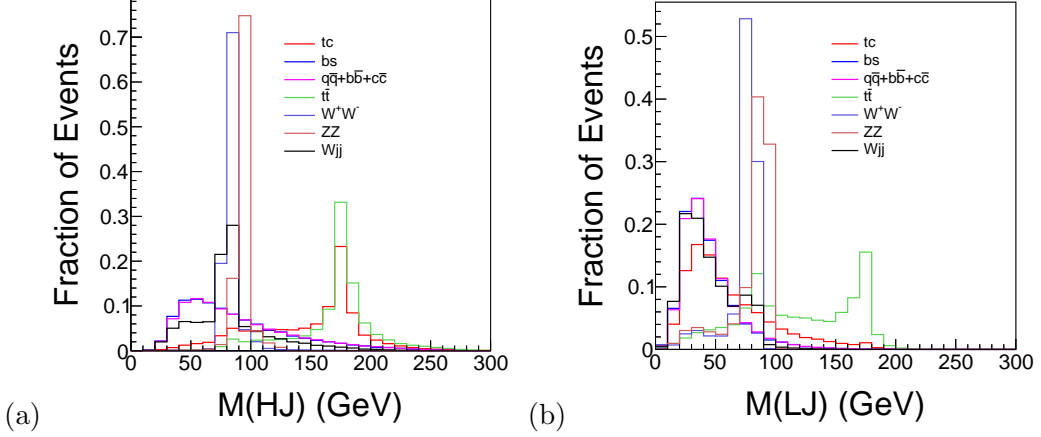 Fraction of Events
0.7
0.6
0.5
0.4
0.3
0.2
0.1
0
tc
bs
qq̅+bb̅+cc̅
tt̅
W⁺W⁻
ZZ
Wjj
0 50 100 150 200 250 300
M(HJ) (GeV)
(a)
Fraction of Events
0.5
0.4
0.3
0.2
0.1
0
tc
bs
qq̅+bb̅+cc̅
tt̅
W⁺W⁻
ZZ
Wjj
0 50 100 150 200 250 300
M(LJ) (GeV)
(b)